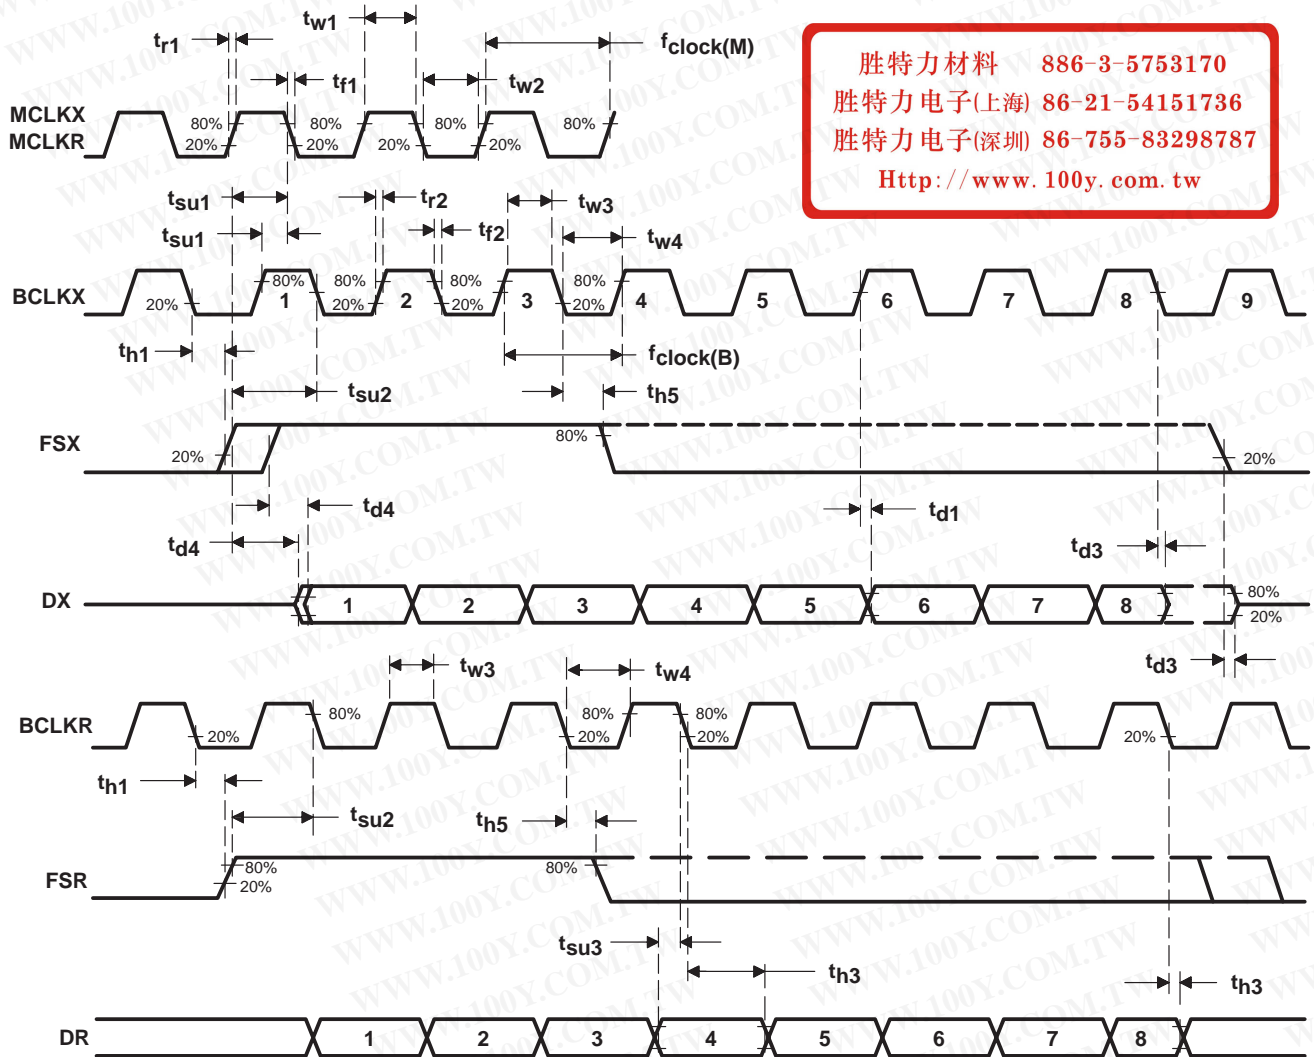 tw1
tr1
fclock(M)
tf1
tw2
MCLKX
MCLKR
80% 80% 80% 80%
20% 20% 20% 20%
胜特力材料 886-3-5753170
胜特力电子(上海) 86-21-54151736
胜特力电子(深圳) 86-755-83298787
Http://www.100y.com.tw
tsu1
tr2
tw3
tsu1
tf2
tw4
BCLKX
80% 80% 80% 80%
20% 20% 20% 20%
1 2 3 4 5 6 7 8 9
th1
fclock(B)
tsu2
th5
FSX
80%
20% 20%
td4
td1
td4
td3
DX
1 2 3 4 5 6 7 8
80%
20%
tw3
tw4
td3
BCLKR
80% 80% 80%
20% 20% 20% 20%
th1
tsu2
th5
FSR
80% 80%
20%
tsu3
th3
th3
DR
1 2 3 4 5 6 7 8
WWW.100Y.COM.TW